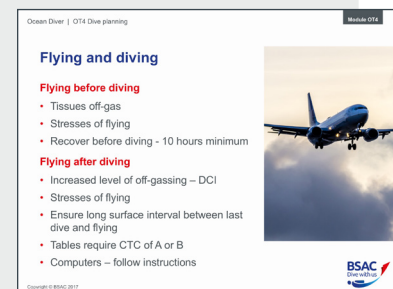 Ocean Diver | OT4 Dive planning
Module OT4
Flying and diving
Flying before diving
• Tissues off-gas
• Stresses of flying
• Recover before diving - 10 hours minimum
Flying after diving
• Increased level of off-gassing – DCI
• Stresses of flying
• Ensure long surface interval between last
dive and flying
• Tables require CTC of A or B
• Computers – follow instructions
BSAC
Dive with us
Copyright © BSAC 2017